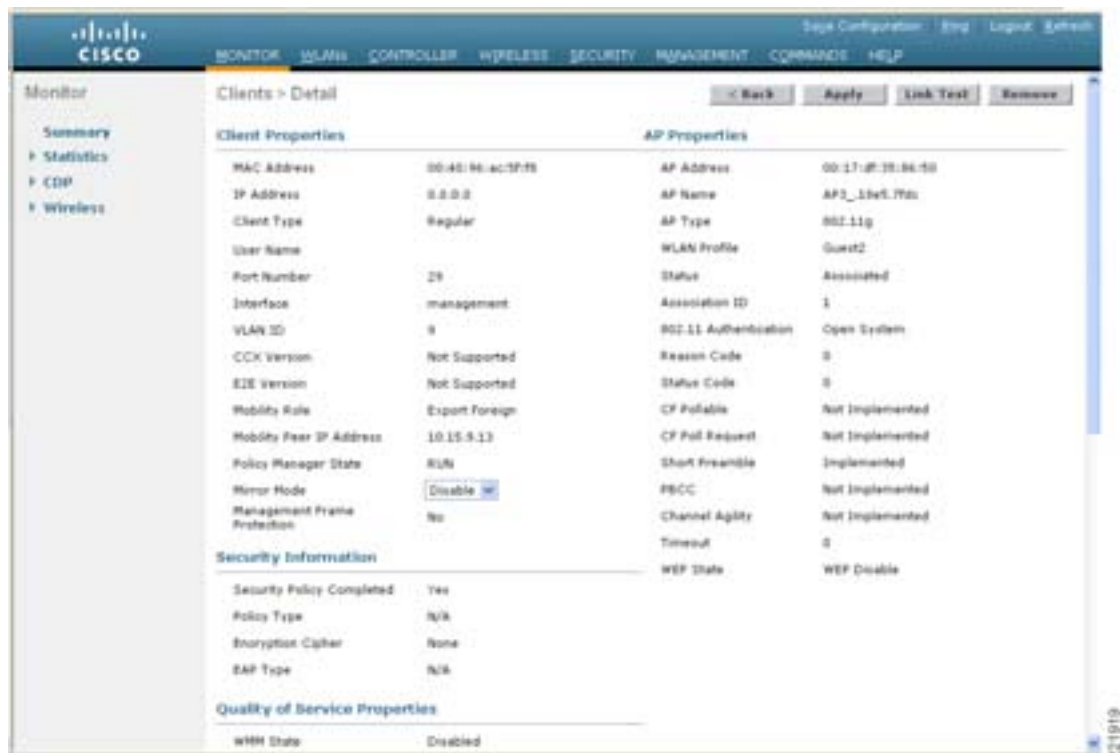 Save Configuration Ping Logout Refresh
CISCO
MONITOR WLANs CONTROLLER WIRELESS SECURITY MANAGEMENT COMMANDS HELP
Monitor
Summary
Statistics
CDP
Wireless
Clients > Detail
< Back Apply Link Test Remove
Client Properties
MAC Address
IP Address 0.0.0.0
Client Type Regular
User Name
Port Number 29
Interface management
VLAN ID 9
CCX Version Not Supported
E2E Version Not Supported
Mobility Role Export Foreign
Mobility Peer IP Address 10.15.9.13
Policy Manager State RUN
Mirror Mode Disable
Management Frame
Protection No
Security Information
Security Policy Completed Yes
Policy Type N/A
Encryption Cipher None
EAP Type N/A
Quality of Service Properties
WMM State Disabled
AP Properties
AP Address
AP Name
AP Type 802.11g
WLAN Profile Guest2
Status Associated
Association ID 1
802.11 Authentication Open System
Reason Code 0
Status Code 0
CF Pollable Not Implemented
CF Poll Request Not Implemented
Short Preamble Implemented
PBCC Not Implemented
Channel Agility Not Implemented
Timeout 0
WEP State WEP Disable